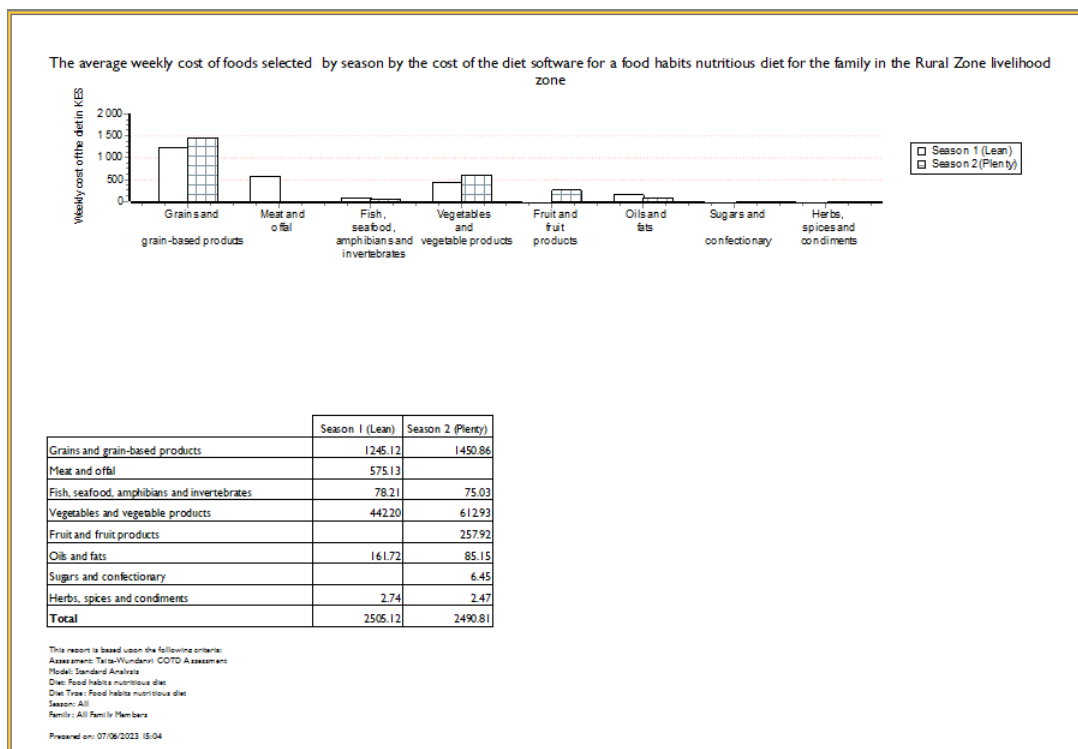 The average weekly cost of foods selected by season by the cost of the diet software for a food habits nutritious diet for the family in the Rural Zone livelihood
zone
Weekly cost of the diet in KES
2 000
1 500
1 000
500
0
Grains and
grain-based products
Meat and
offal
Fish,
seafood,
amphibians and
invertebrates
Vegetables
and
vegetable products
Fruit and
fruit
products
Oils and
fats
Sugars and
confectionary
Herbs,
spices and
condiments
Season 1 (Lean)
Season 2 (Plenty)
Season 1 (Lean) Season 2 (Plenty)
Grains and grain-based products 1245.12 1450.86
Meat and offal 575.13
Fish, seafood, amphibians and invertebrates 78.21 75.03
Vegetables and vegetable products 442.20 612.93
Fruit and fruit products 257.92
Oils and fats 161.72 85.15
Sugars and confectionary 6.45
Herbs, spices and condiments 2.74 2.47
Total 2505.12 2490.81
This report is based upon the following criteria:
Assessment: Taita-Wundanyi COTD Assessment
Model: Standard Analysis
Diet: Food habits nutritious diet
Diet Type: Food habits nutritious diet
Season: All
Family: All Family Members
Prepared on: 07/06/2023 15:04